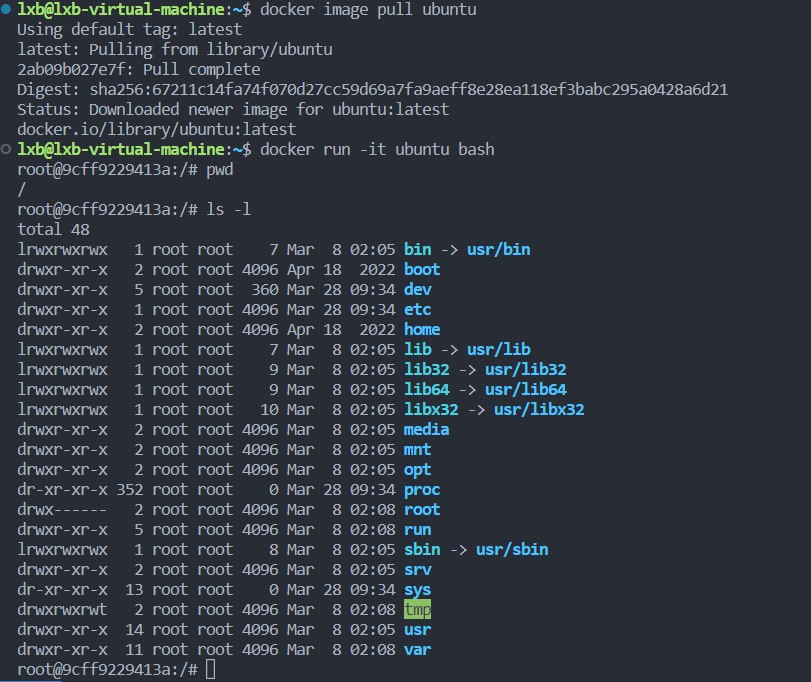 lxb@lxb-virtual-machine:~$ docker image pull ubuntu
Using default tag: latest
latest: Pulling from library/ubuntu
2ab09b027e7f: Pull complete
Digest: sha256:67211c14fa74f070d27cc59d69a7fa9aeff8e28ea118ef3babc295a0428a6d21
Status: Downloaded newer image for ubuntu:latest
docker.io/library/ubuntu:latest
lxb@lxb-virtual-machine:~$ docker run -it ubuntu bash
root@9cff9229413a:/# pwd
/
root@9cff9229413a:/# ls -l
total 48
lrwxrwxrwx   1 root root    7 Mar  8 02:05 bin -> usr/bin
drwxr-xr-x   2 root root 4096 Apr 18  2022 boot
drwxr-xr-x   5 root root  360 Mar 28 09:34 dev
drwxr-xr-x   1 root root 4096 Mar 28 09:34 etc
drwxr-xr-x   2 root root 4096 Apr 18  2022 home
lrwxrwxrwx   1 root root    7 Mar  8 02:05 lib -> usr/lib
lrwxrwxrwx   1 root root    9 Mar  8 02:05 lib32 -> usr/lib32
lrwxrwxrwx   1 root root    9 Mar  8 02:05 lib64 -> usr/lib64
lrwxrwxrwx   1 root root   10 Mar  8 02:05 libx32 -> usr/libx32
drwxr-xr-x   2 root root 4096 Mar  8 02:05 media
drwxr-xr-x   2 root root 4096 Mar  8 02:05 mnt
drwxr-xr-x   2 root root 4096 Mar  8 02:05 opt
dr-xr-xr-x 352 root root    0 Mar 28 09:34 proc
drwx------   2 root root 4096 Mar  8 02:08 root
drwxr-xr-x   5 root root 4096 Mar  8 02:08 run
lrwxrwxrwx   1 root root    8 Mar  8 02:05 sbin -> usr/sbin
drwxr-xr-x   2 root root 4096 Mar  8 02:05 srv
dr-xr-xr-x  13 root root    0 Mar 28 09:34 sys
drwxrwxrwt   2 root root 4096 Mar  8 02:08 tmp
drwxr-xr-x  14 root root 4096 Mar  8 02:05 usr
drwxr-xr-x  11 root root 4096 Mar  8 02:08 var
root@9cff9229413a:/#